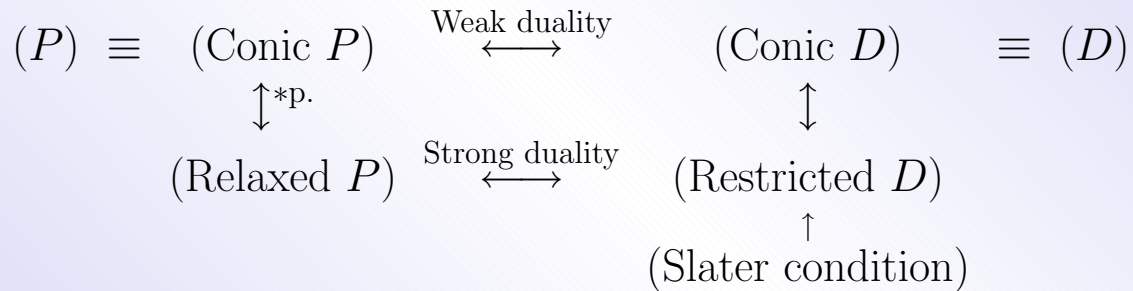 Weak duality
(P) ≡ (Conic P) ⟷ (Conic D) ≡ (D)
↕*p. ↕
Strong duality
(Relaxed P) ⟷ (Restricted D)
↑
(Slater condition)